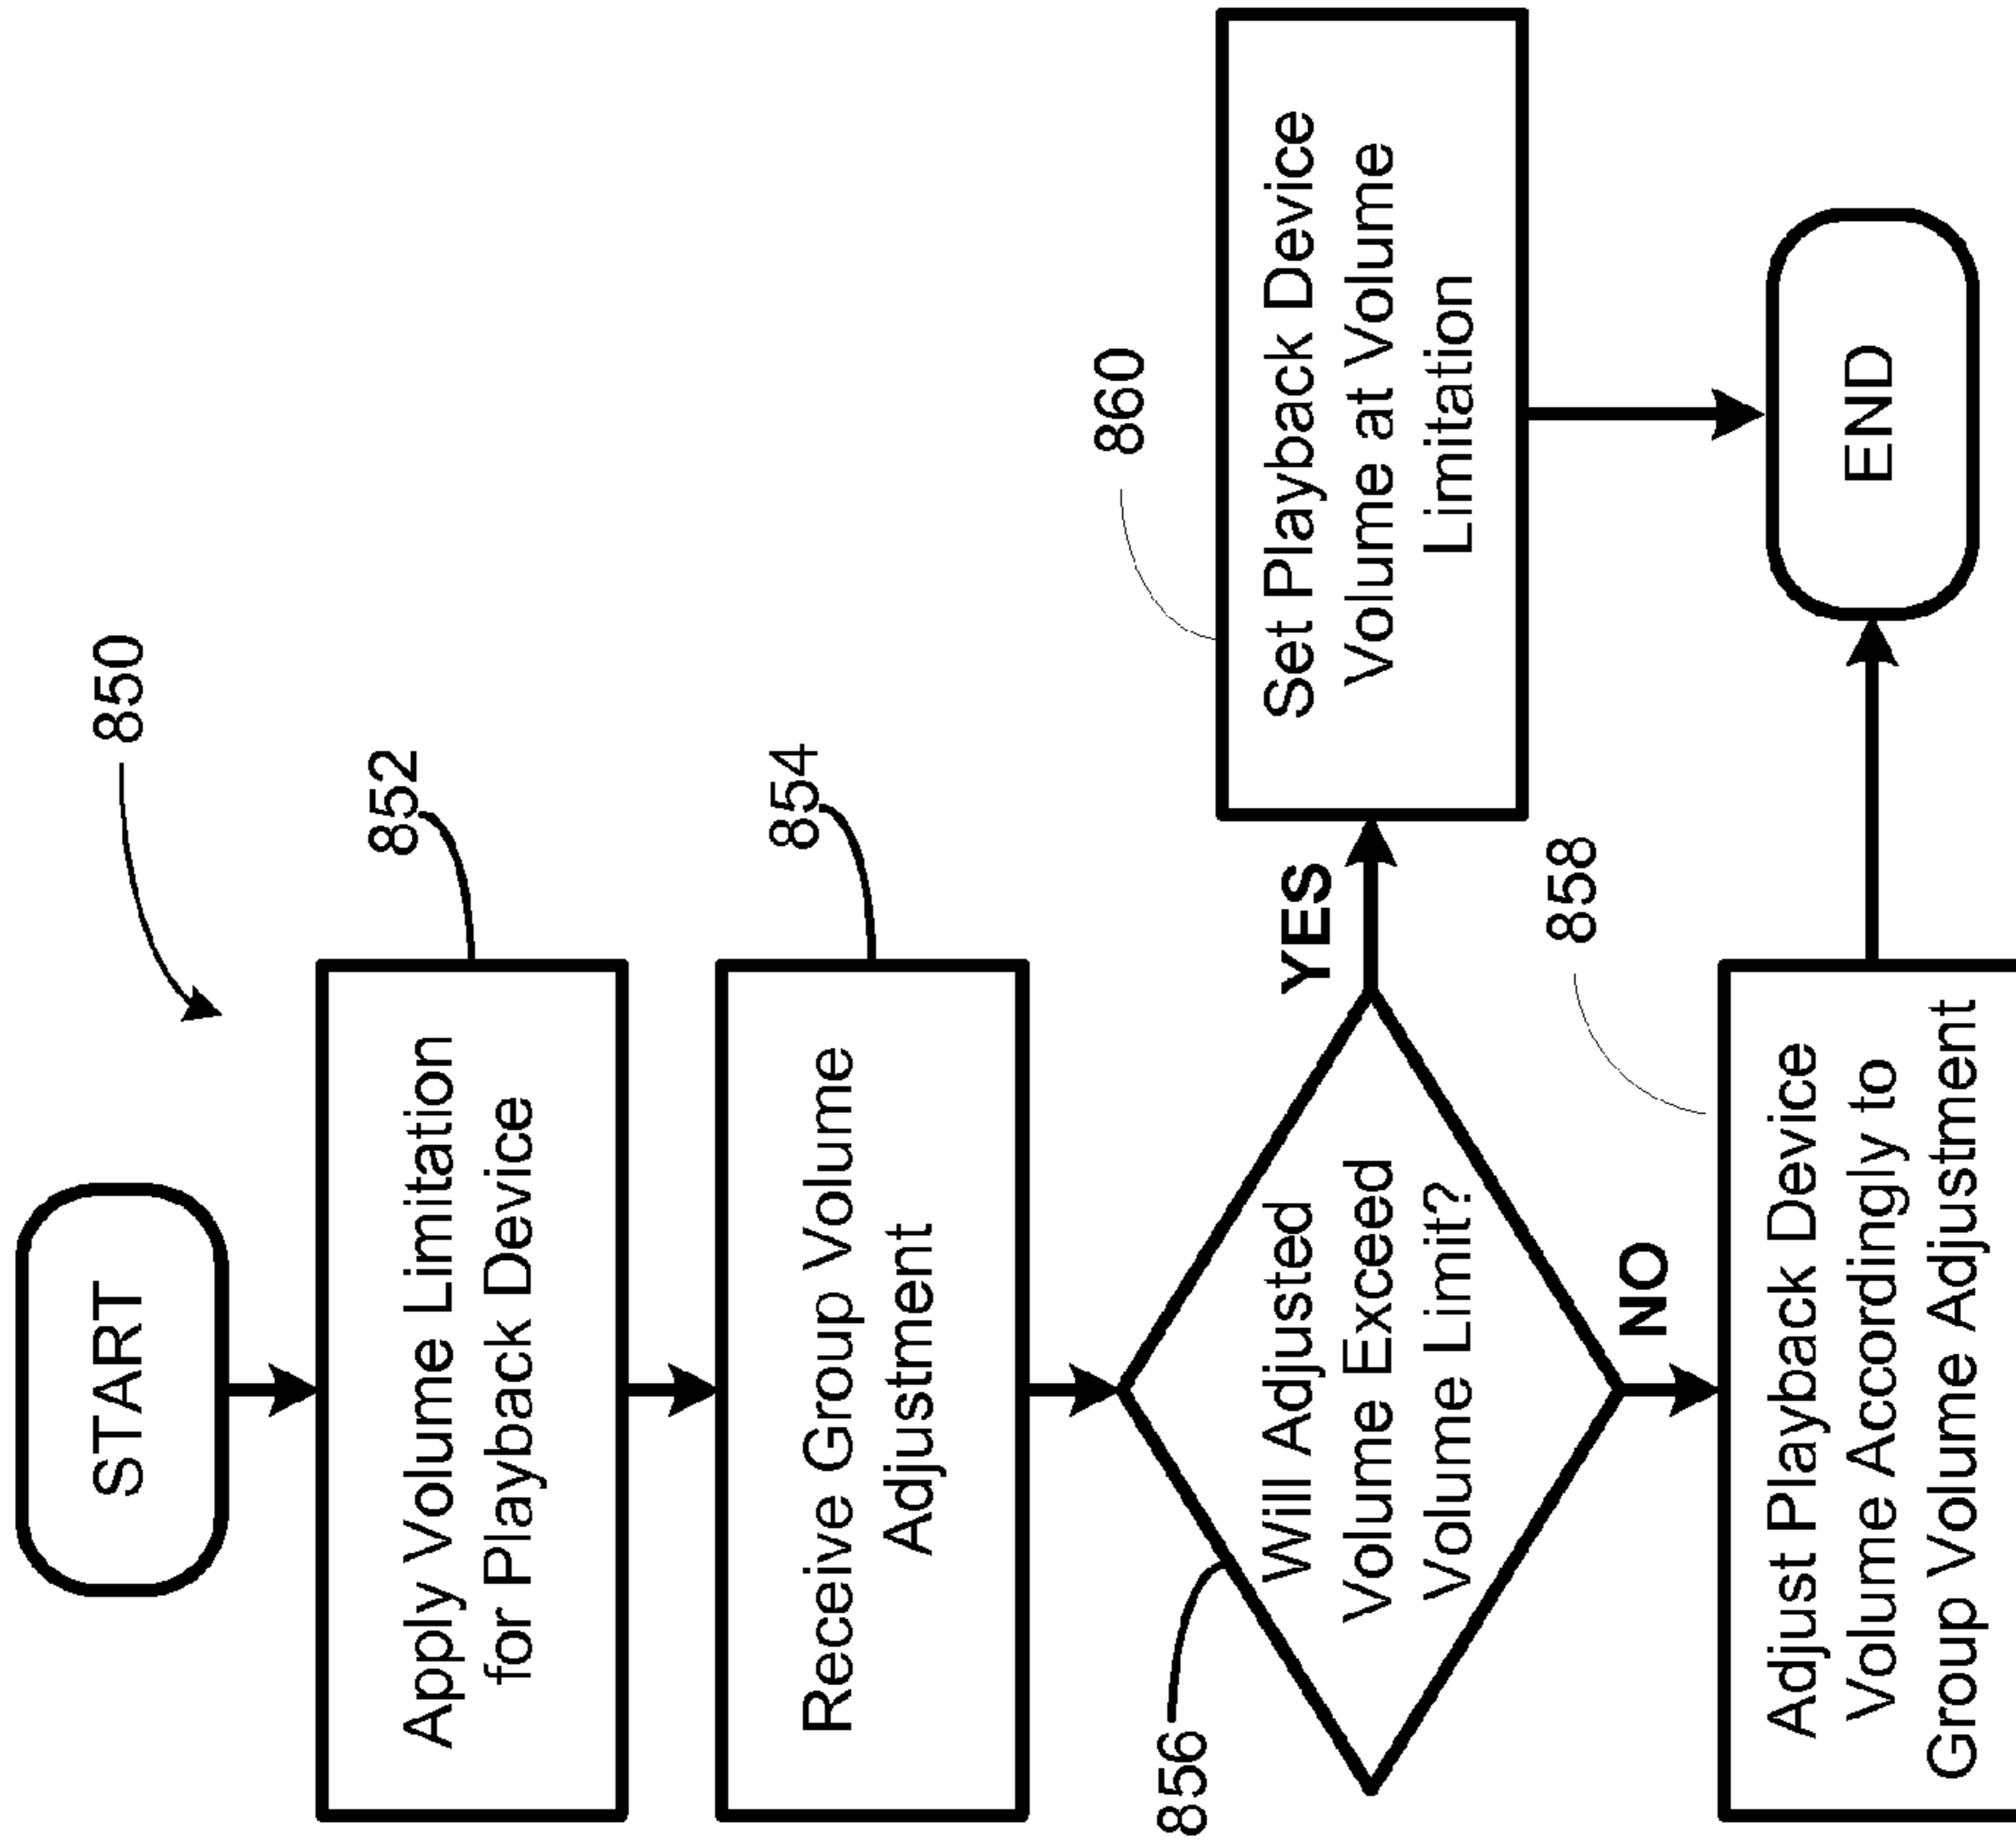 850
START
852
Apply Volume Limitation
for Playback Device
854
Receive Group Volume
Adjustment
856
Will Adjusted
Volume Exceed
Volume Limit?
YES
860
Set Playback Device
Volume at Volume
Limitation
NO
858
Adjust Playback Device
Volume Accordingly to
Group Volume Adjustment
END